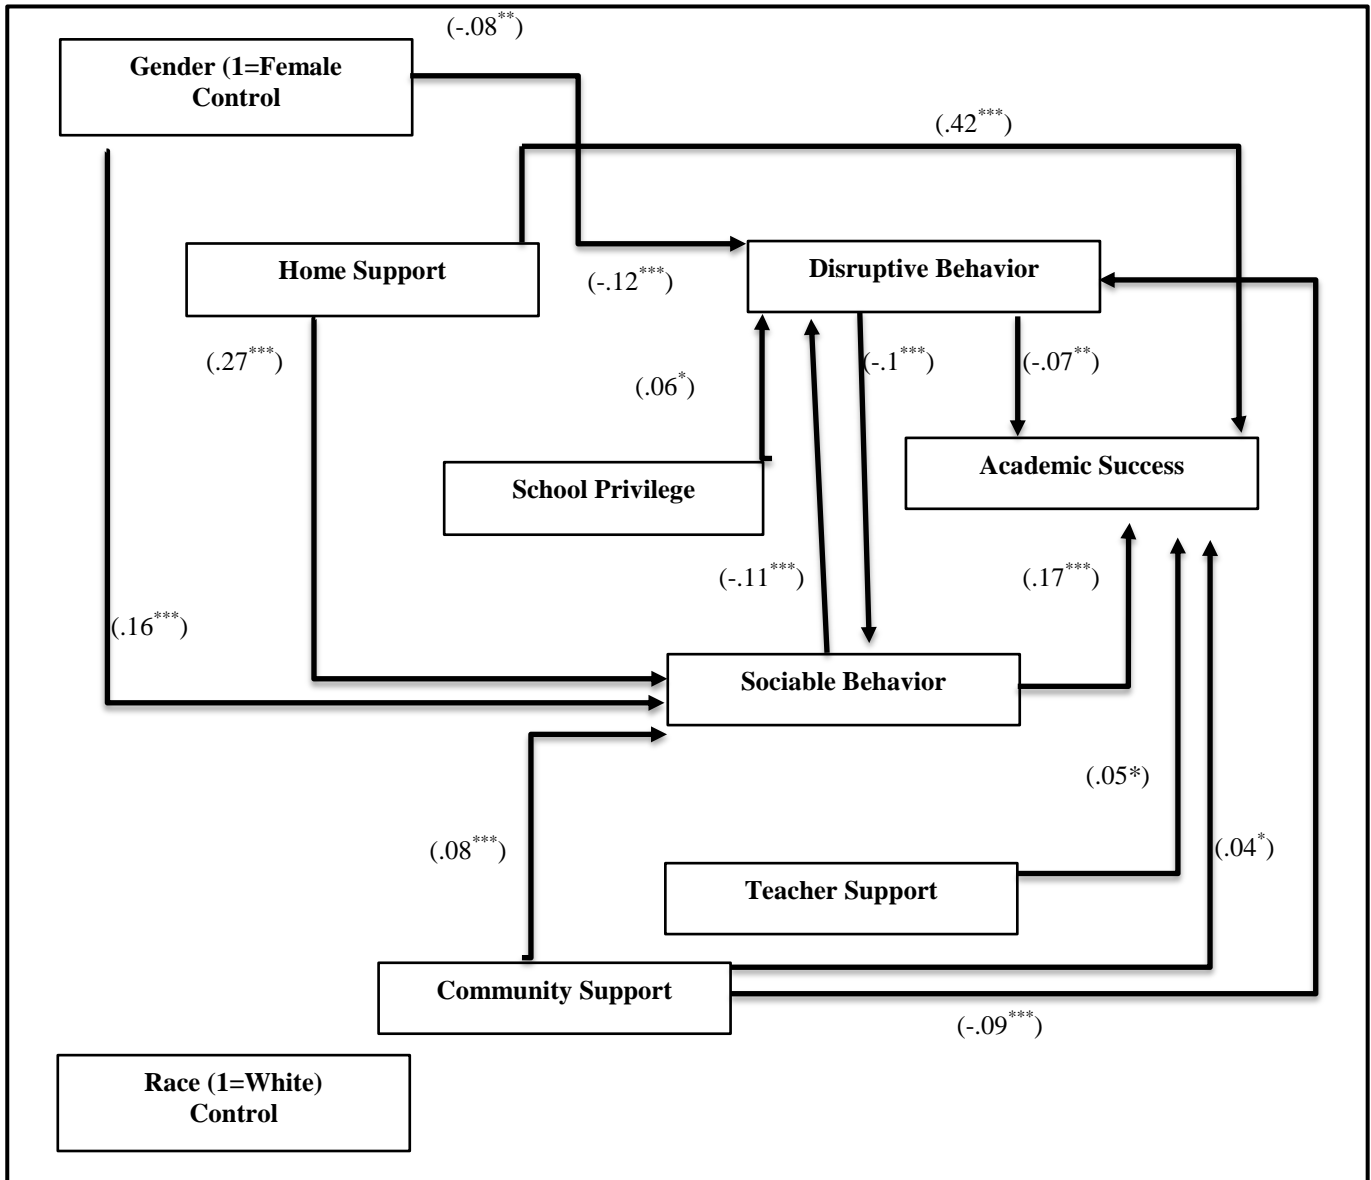 (-.08**)
Gender (1=Female
Control
(.42***)
Home Support
(-.12***)
Disruptive Behavior
(.27***)
(-.1***)
(-.07**)
(.06*)
Academic Success
School Privilege
(-.11***)
(.17***)
(.16***)
Sociable Behavior
(.05*)
(.08***)
(.04*)
Teacher Support
Community Support
(-.09***)
Race (1=White)
Control